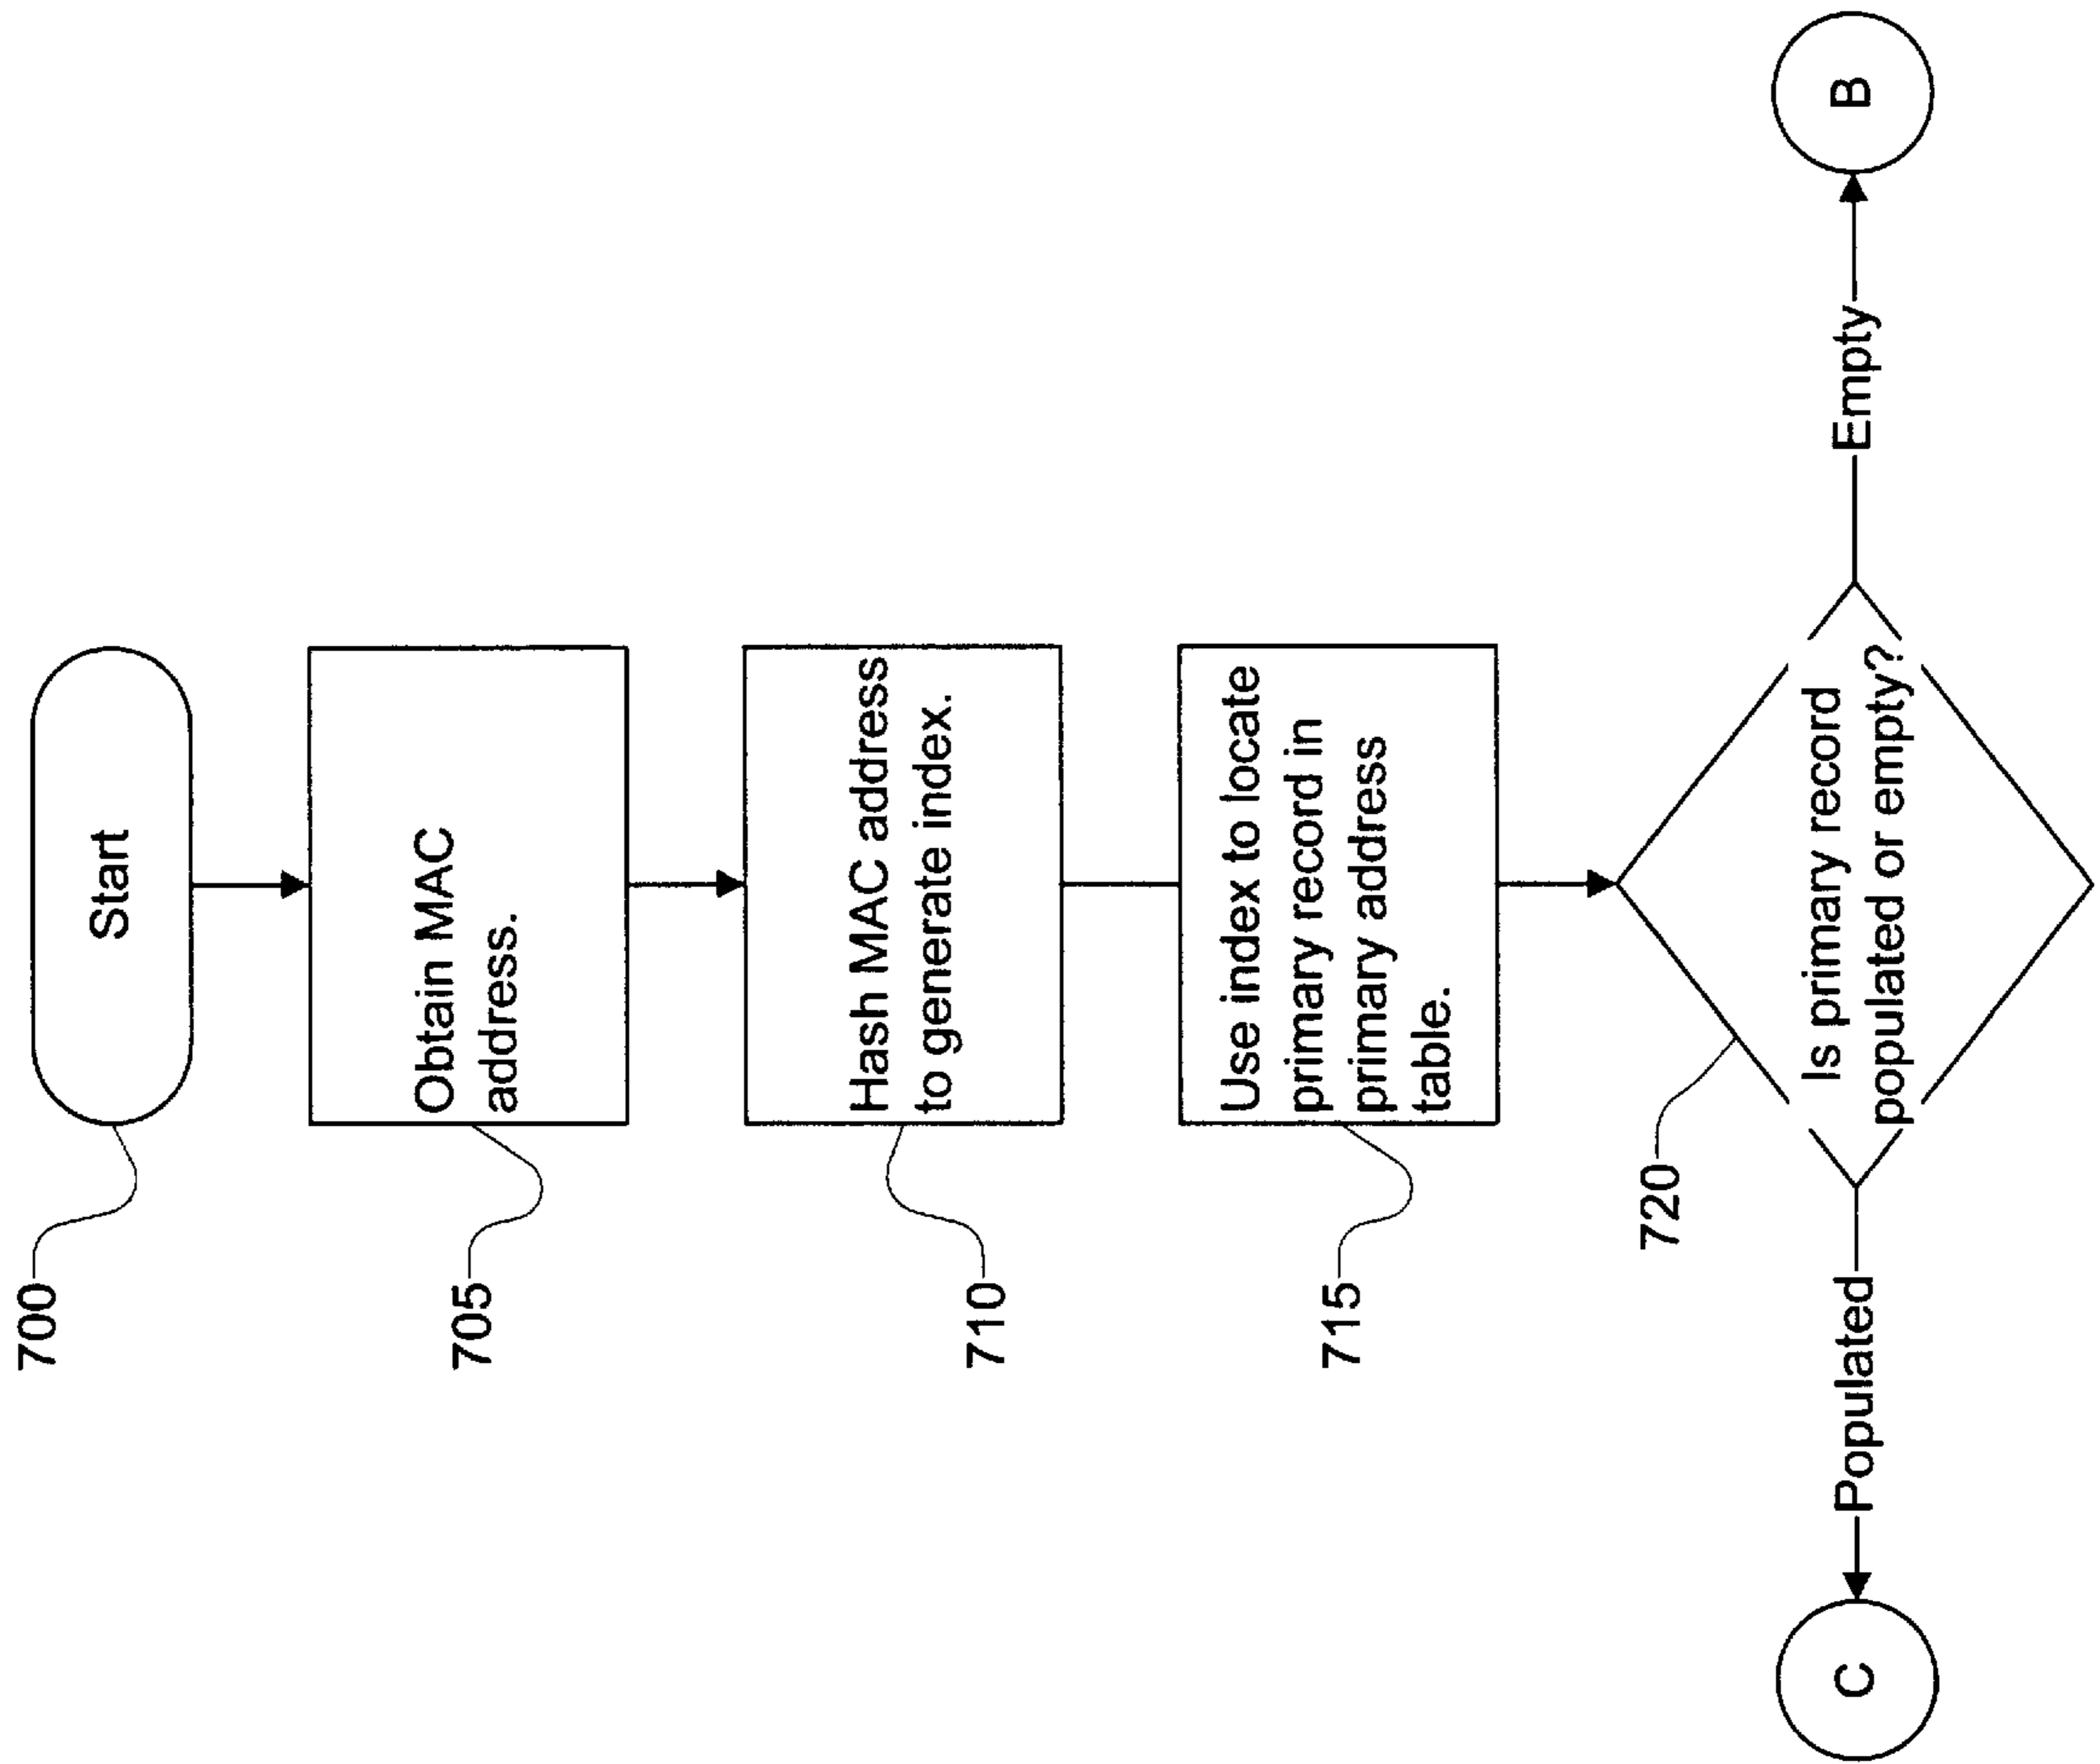 700
Start
705
Obtain MAC
address.
710
Hash MAC address
to generate index.
715
Use index to locate
primary record in
primary address
table.
720
Is primary record
populated or empty?
Populated
C
Empty
B